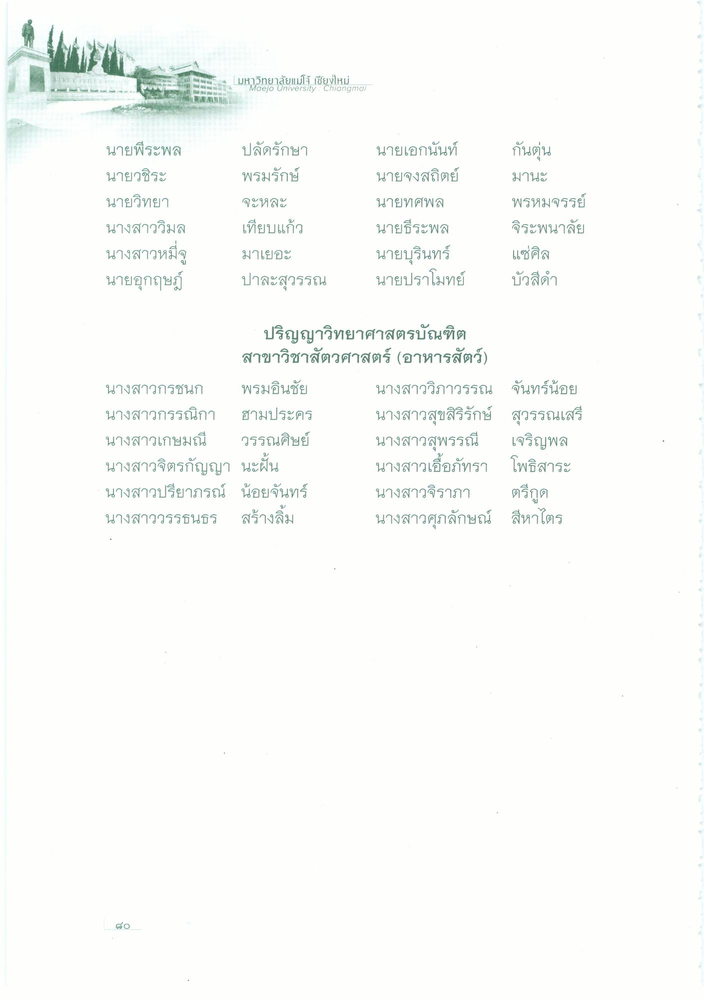 มหาวิทยาลัยแม่โจ้ เชียงใหม่
Maejo University : Chiangmai
นายพีระพล ปลัดรักษา นายเอกนันท์ กันตุ่น
นายวชิระ พรมรักษ์ นายจงสถิตย์ มานะ
นายวิทยา จะหละ นายทศพล พรหมจรรย์
นางสาววิมล เทียบแก้ว นายธีระพล จิระพนาลัย
นางสาวหมี่จู มาเยอะ นายบุรินทร์ แซ่ศิล
นายอุกฤษฎ์ ปาละสุวรรณ นายปราโมทย์ บัวสีดำ
ปริญญาวิทยาศาสตรบัณฑิต
สาขาวิชาสัตวศาสตร์ (อาหารสัตว์)
นางสาวกรชนก พรมอินชัย นางสาววิภาวรรณ จันทร์น้อย
นางสาวกรรณิกา ฮามประคร นางสาวสุขสิริรักษ์ สุวรรณเสรี
นางสาวเกษมณี วรรณศิษย์ นางสาวสุพรรณี เจริญพล
นางสาวจิตรกัญญา นะฝั้น นางสาวเอื้อภัทรา โพธิสาระ
นางสาวปรียาภรณ์ น้อยจันทร์ นางสาวจิราภา ตรีกูด
นางสาววรรธนธร สร้างลิ้ม นางสาวศุภลักษณ์ สีหาไตร
๘๐